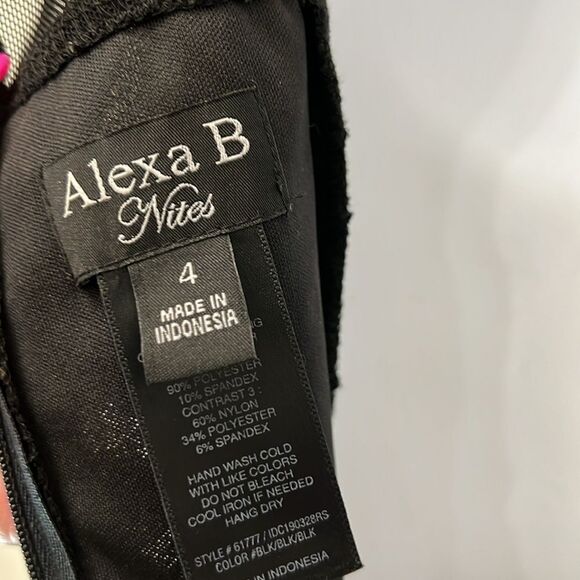 Alexa B
Nites
4
MADE IN
INDONESIA
90% POLYESTER
10% SPANDEX
CONTRAST 3 :
60% NYLON
34% POLYESTER
6% SPANDEX
HAND WASH COLD
WITH LIKE COLORS
DO NOT BLEACH
COOL IRON IF NEEDED
HANG DRY
STYLE # 61777 / IDC190328RS
COLOR #BLK/BLK/BLK
IN INDONESIA